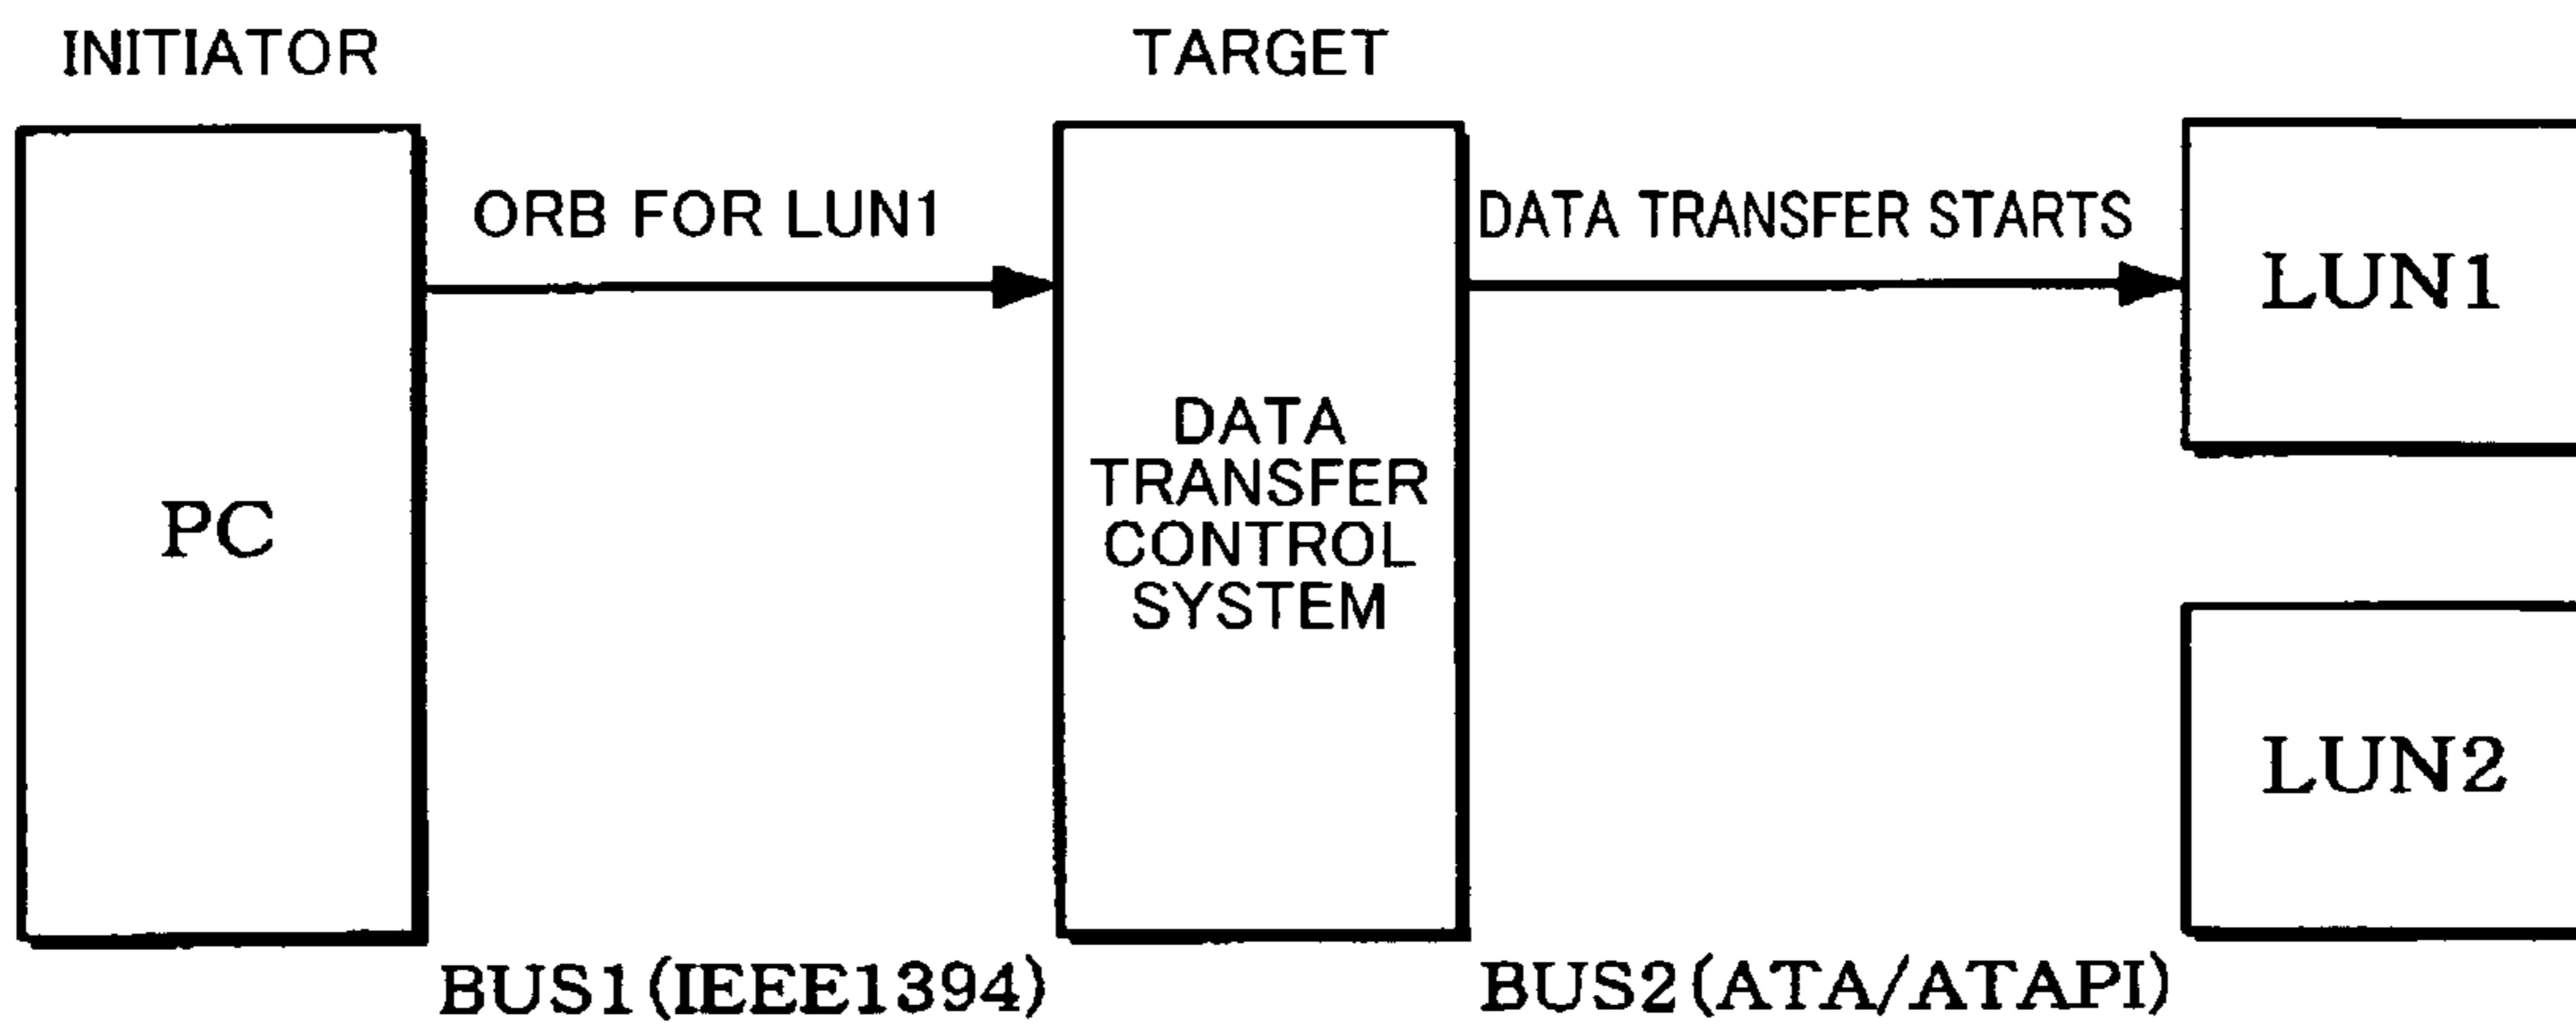 INITIATOR
TARGET
ORB FOR LUN1
DATA TRANSFER STARTS
LUN1
PC
DATA
TRANSFER
CONTROL
SYSTEM
LUN2
BUS1(IEEE1394)
BUS2(ATA/ATAPI)